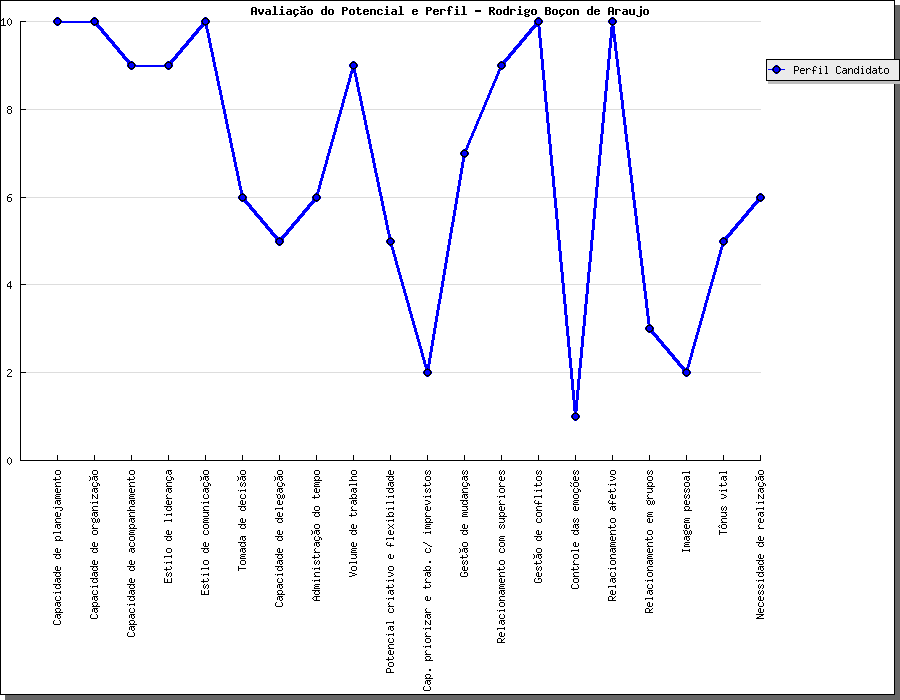 Avaliação do Potencial e Perfil - Rodrigo Boçon de Araujo
Perfil Candidato
10
8
6
4
2
0
Capacidade de planejamento
Capacidade de organização
Capacidade de acompanhamento
Estilo de liderança
Estilo de comunicação
Tomada de decisão
Capacidade de delegação
Administração do tempo
Volume de trabalho
Potencial criativo e flexibilidade
Cap. priorizar e trab. c/ imprevistos
Gestão de mudanças
Relacionamento com superiores
Gestão de conflitos
Controle das emoções
Relacionamento afetivo
Relacionamento em grupos
Imagem pessoal
Tônus vital
Necessidade de realização